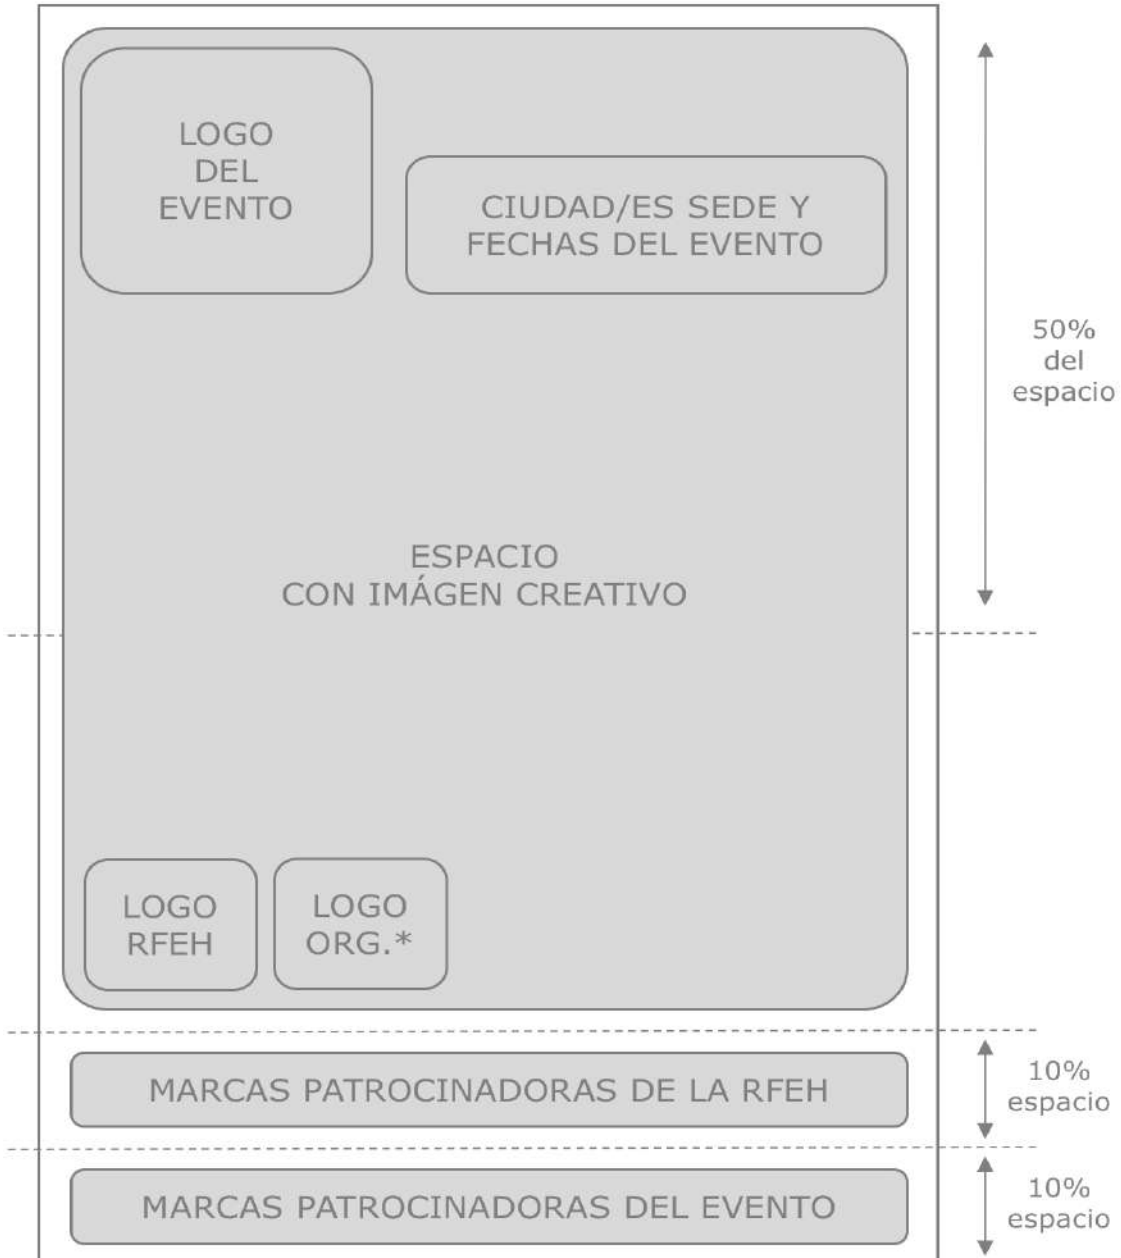 LOGO
DEL
EVENTO
CIUDAD/ES SEDE Y
FECHAS DEL EVENTO
50%
del
espacio
ESPACIO
CON IMÁGEN CREATIVO
LOGO
RFEH
LOGO
ORG.*
MARCAS PATROCINADORAS DE LA RFEH
10%
espacio
MARCAS PATROCINADORAS DEL EVENTO
10%
espacio